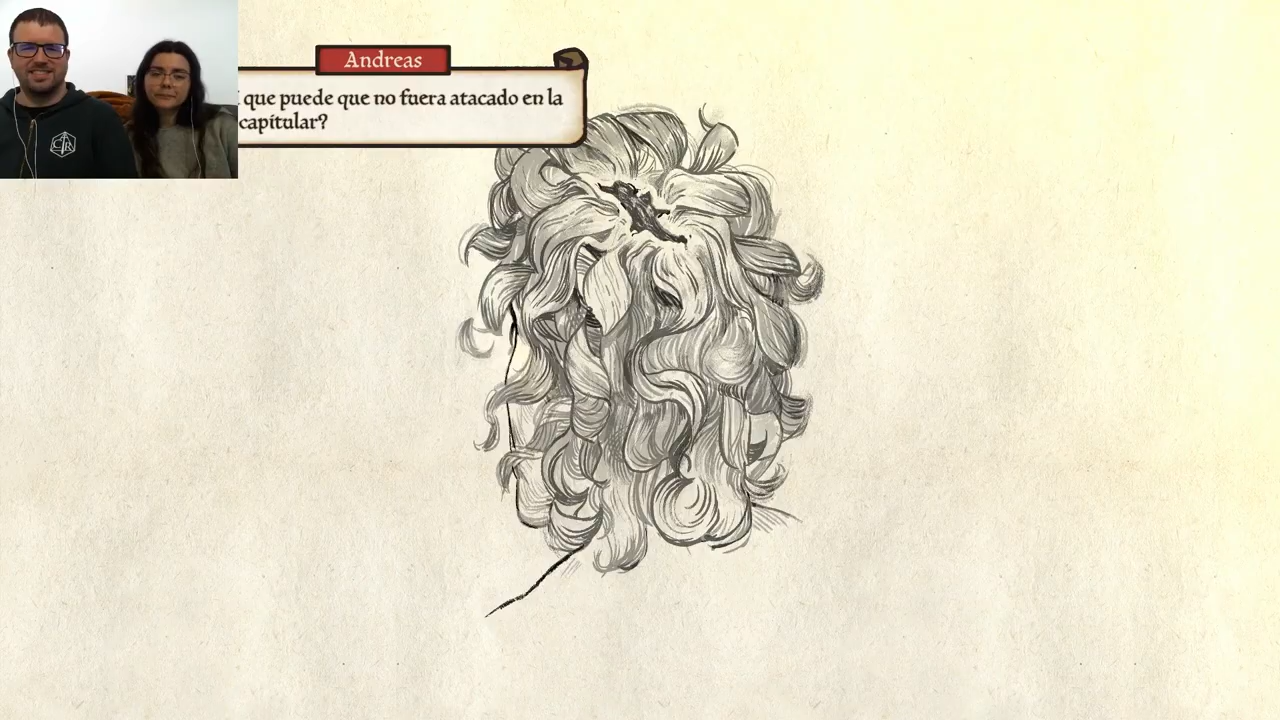 Andreas
que puede que no fuera atacado en la
capitular?